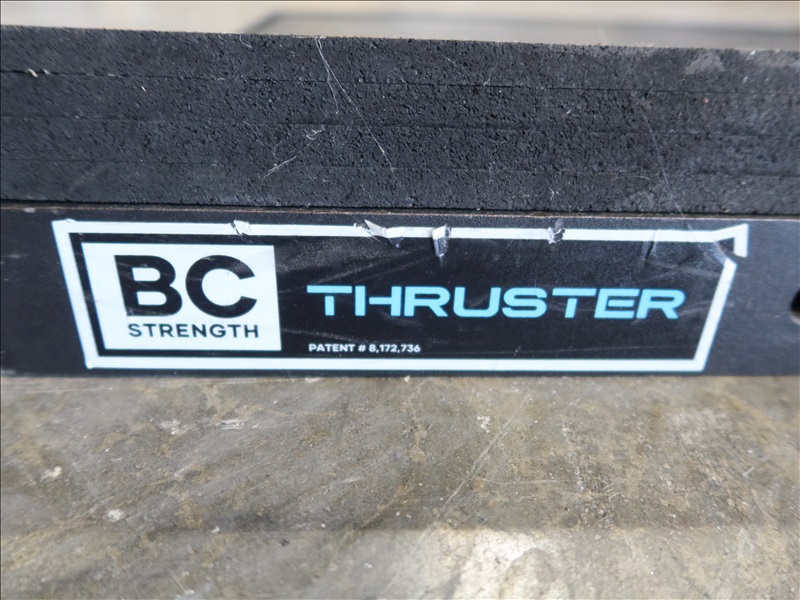 BC
STRENGTH
THRUSTER
PATENT # 8,172,736